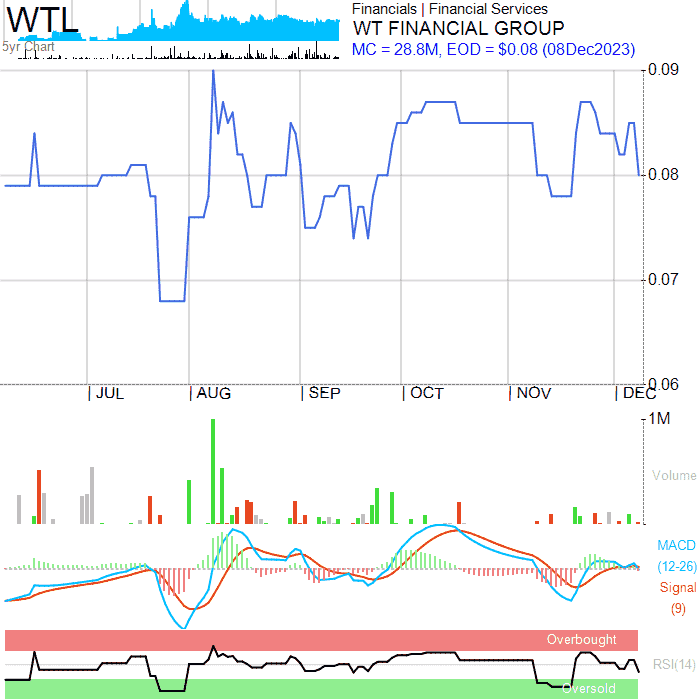 WTL
5yr Chart
Financials | Financial Services
WT FINANCIAL GROUP
MC = 28.8M, EOD = $0.08 (08Dec2023)
0.09
0.08
0.07
0.06
JUL AUG SEP OCT NOV DEC
1M
Volume
MACD
(12-26)
Signal
(9)
Overbought
RSI(14)
Oversold